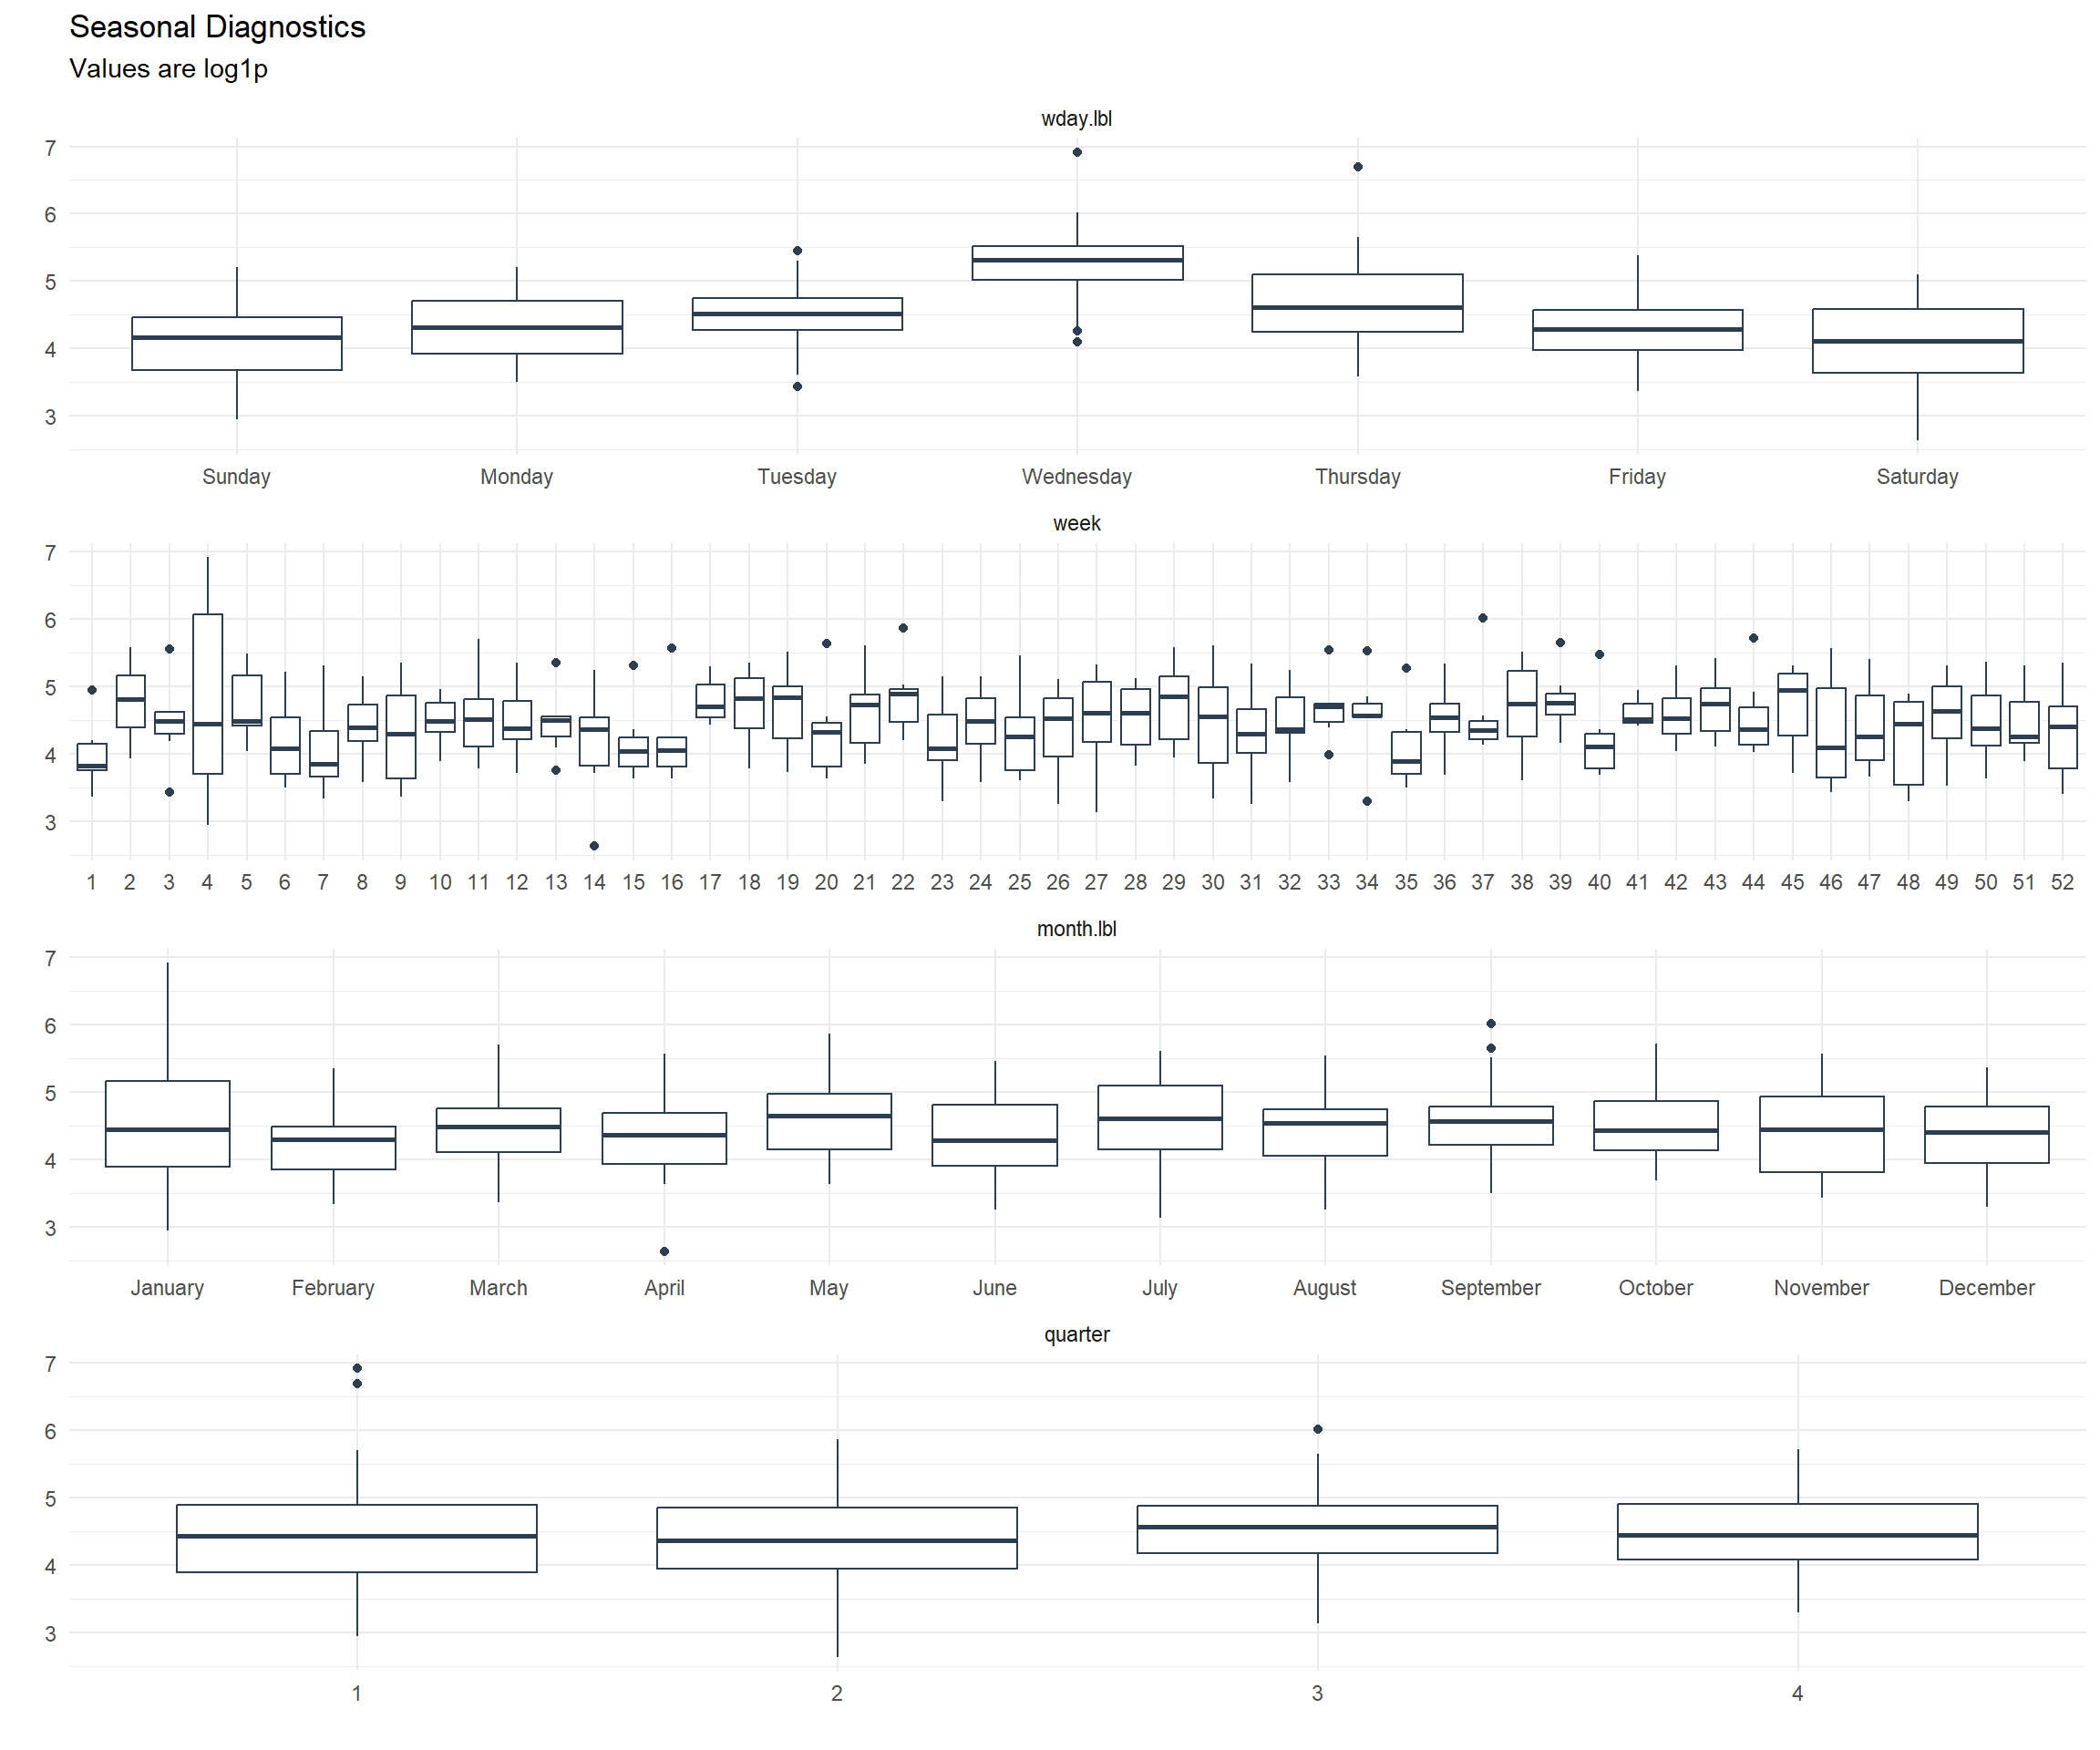 Seasonal Diagnostics
Values are log1p
wday.lbl
7
6
5
4
3
Sunday Monday Tuesday Wednesday Thursday Friday Saturday
week
7
6
5
4
3
1 2 3 4 5 6 7 8 9 10 11 12 13 14 15 16 17 18 19 20 21 22 23 24 25 26 27 28 29 30 31 32 33 34 35 36 37 38 39 40 41 42 43 44 45 46 47 48 49 50 51 52
month.lbl
7
6
5
4
3
January February March April May June July August September October November December
quarter
7
6
5
4
3
1 2 3 4